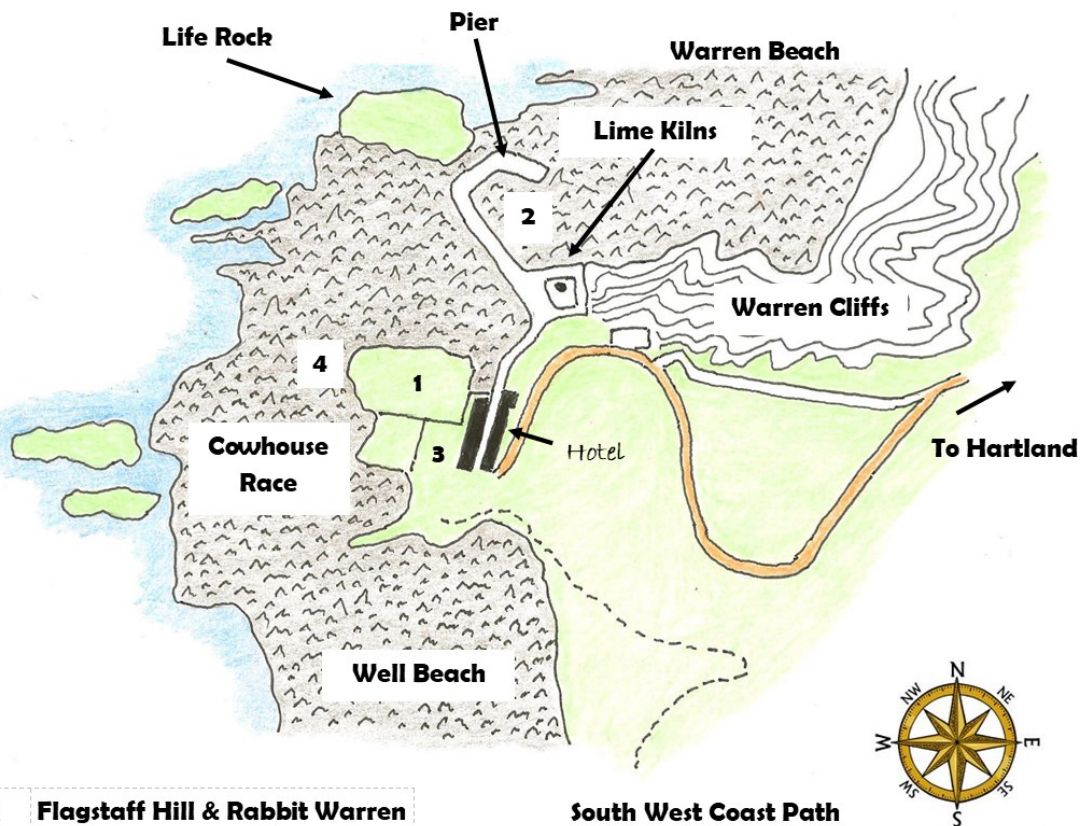 Pier
Life Rock
Warren Beach
Lime Kilns
2
Warren Cliffs
4
1
Cowhouse
Race
3
Hotel
To Hartland
Well Beach
N
NW
NE
W
E
SW
SE
S
Flagstaff Hill & Rabbit Warren
South West Coast Path